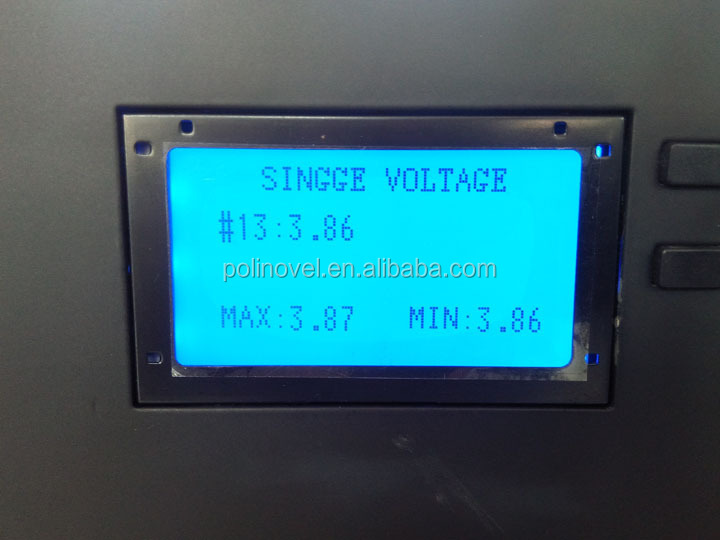 SINGGE VOLTAGE
#13:3.86
polinovel.en.alibaba.com
MAX:3.87 MIN:3.86